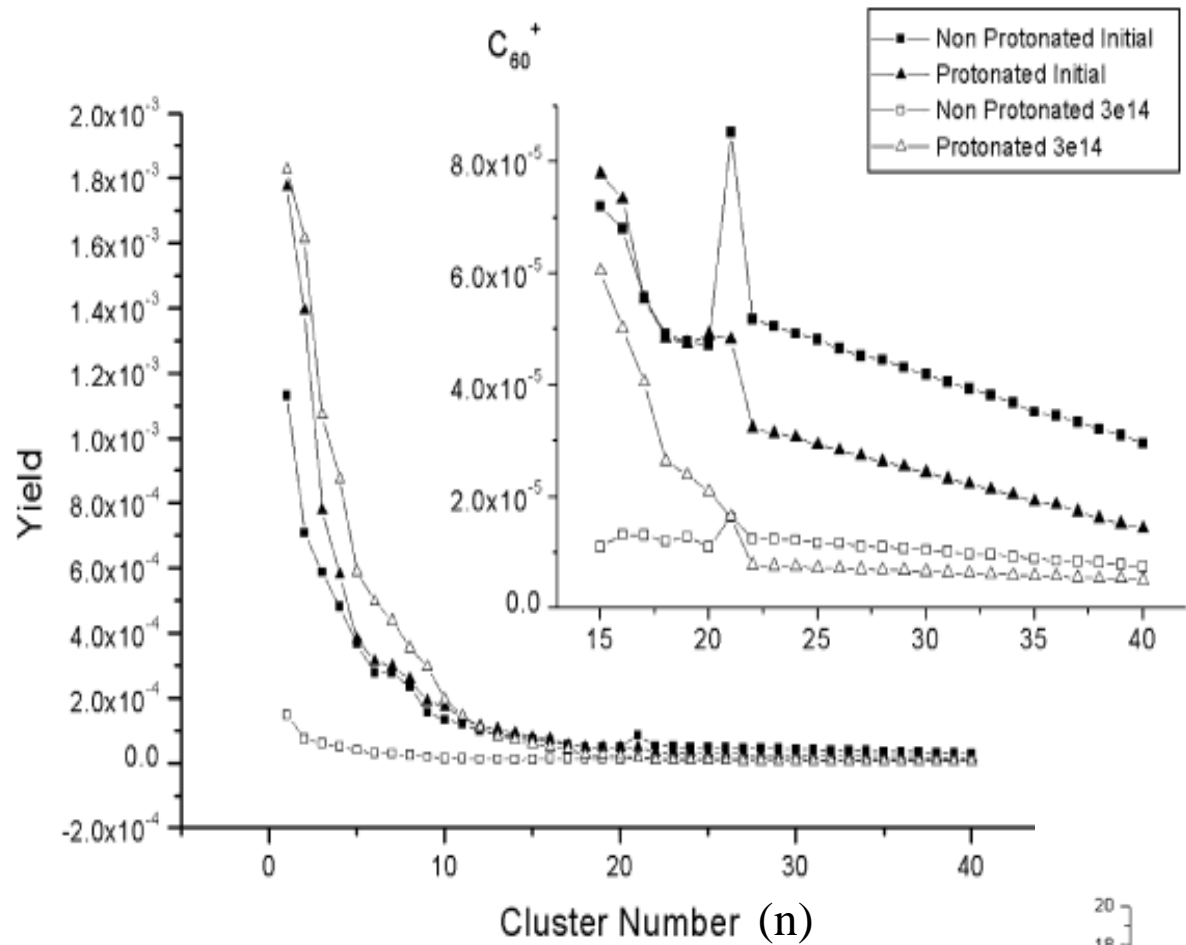 C₆₀⁺
Non Protonated Initial
Protonated Initial
Non Protonated 3e14
Protonated 3e14
2.0x10⁻³
1.8x10⁻³
1.6x10⁻³
1.4x10⁻³
1.2x10⁻³
1.0x10⁻³
8.0x10⁻⁴
6.0x10⁻⁴
4.0x10⁻⁴
2.0x10⁻⁴
0.0
-2.0x10⁻⁴
Yield
8.0x10⁻⁵
6.0x10⁻⁵
4.0x10⁻⁵
2.0x10⁻⁵
0.0
15 20 25 30 35 40
0 10 20 30 40
Cluster Number (n)
20
18